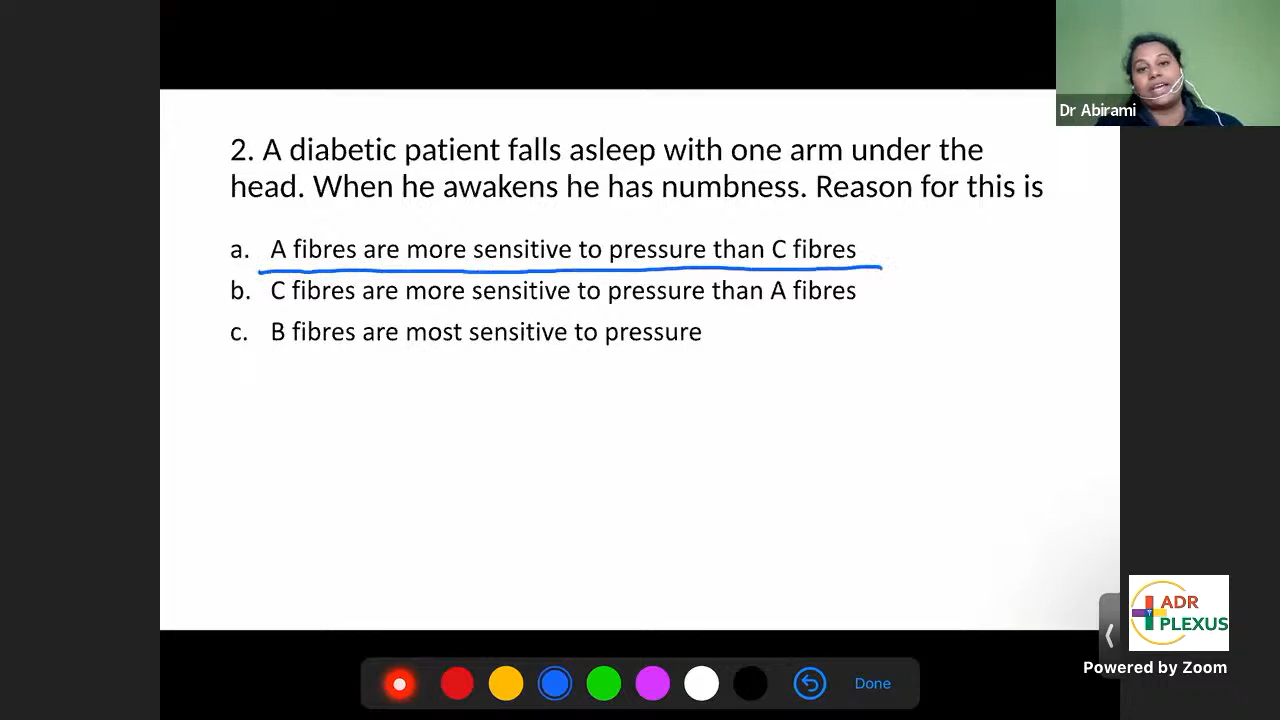 Dr Abirami
2. A diabetic patient falls asleep with one arm under the
head. When he awakens he has numbness. Reason for this is
a. A fibres are more sensitive to pressure than C fibres
b. C fibres are more sensitive to pressure than A fibres
c. B fibres are most sensitive to pressure
ADR
PLEXUS
Powered by Zoom
Done